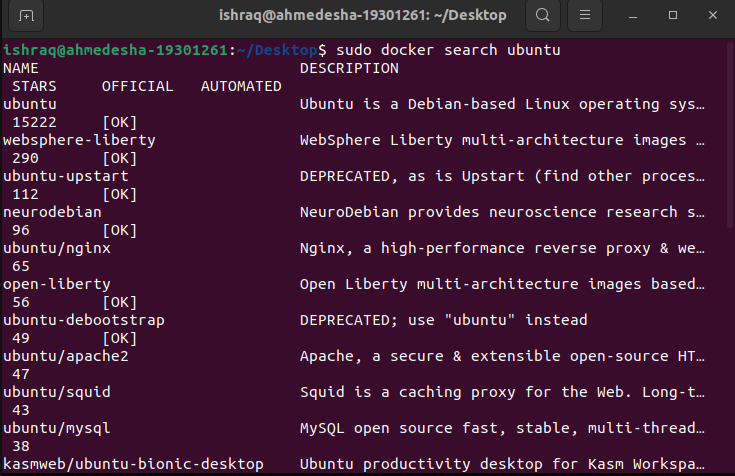 ishraq@ahmedesha-19301261: ~/Desktop
ishraq@ahmedesha-19301261:~/Desktop$ sudo docker search ubuntu
NAME                             DESCRIPTION
 STARS     OFFICIAL   AUTOMATED
ubuntu                           Ubuntu is a Debian-based Linux operating sys…
 15222     [OK]
websphere-liberty                WebSphere Liberty multi-architecture images …
 290       [OK]
ubuntu-upstart                   DEPRECATED, as is Upstart (find other proces…
 112       [OK]
neurodebian                      NeuroDebian provides neuroscience research s…
 96        [OK]
ubuntu/nginx                     Nginx, a high-performance reverse proxy & we…
 65
open-liberty                     Open Liberty multi-architecture images based…
 56        [OK]
ubuntu-debootstrap               DEPRECATED; use "ubuntu" instead
 49        [OK]
ubuntu/apache2                   Apache, a secure & extensible open-source HT…
 47
ubuntu/squid                     Squid is a caching proxy for the Web. Long-t…
 43
ubuntu/mysql                     MySQL open source fast, stable, multi-thread…
 38
kasmweb/ubuntu-bionic-desktop    Ubuntu productivity desktop for Kasm Workspa…